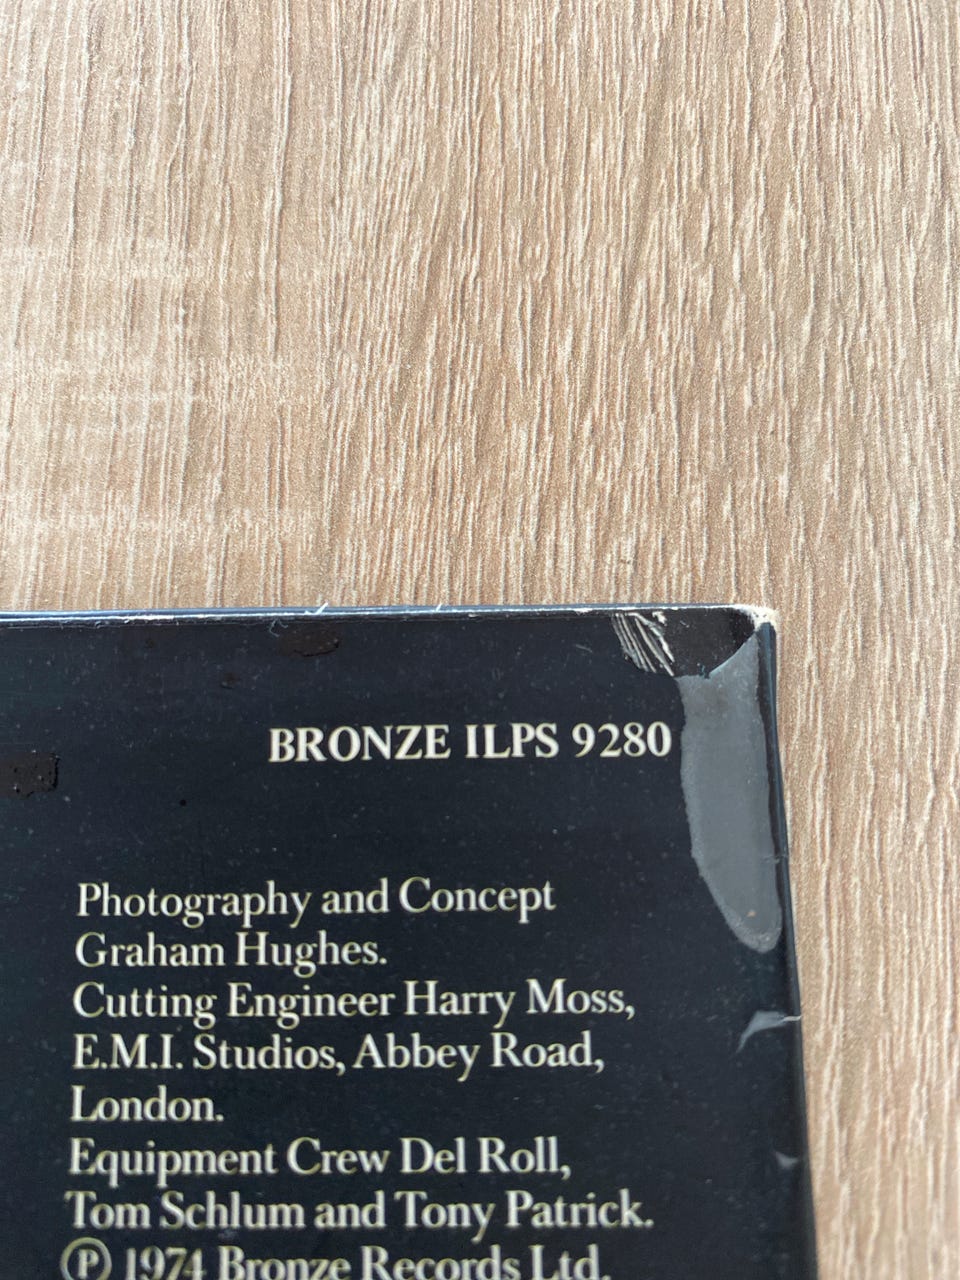 BRONZE ILPS 9280
Photography and Concept
Graham Hughes.
Cutting Engineer Harry Moss,
E.M.I. Studios, Abbey Road,
London.
Equipment Crew Del Roll,
Tom Schlum and Tony Patrick.
℗ 1974 Bronze Records Ltd.